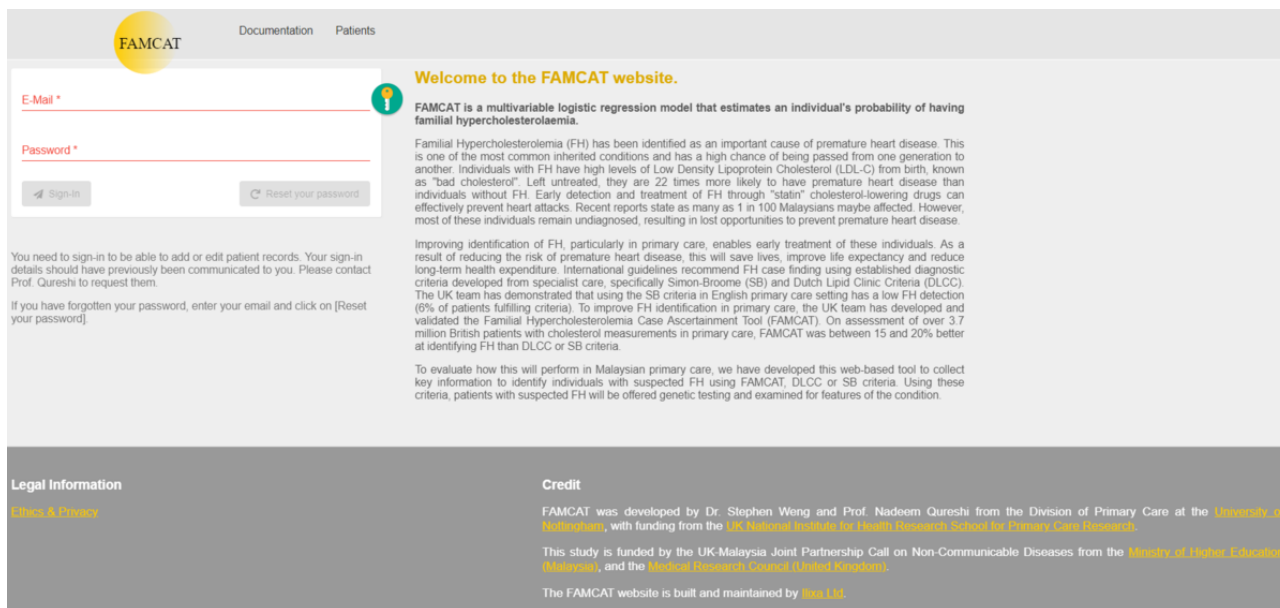 FAMCAT
Documentation
Patients
E-Mail *
Password *
Sign-In
Reset your password
You need to sign-in to be able to add or edit patient records. Your sign-in
details should have previously been communicated to you. Please contact
Prof. Qureshi to request them.
If you have forgotten your password, enter your email and click on [Reset
your password].
Welcome to the FAMCAT website.
FAMCAT is a multivariable logistic regression model that estimates an individual's probability of having
familial hypercholesterolaemia.
Familial Hypercholesterolemia (FH) has been identified as an important cause of premature heart disease. This
is one of the most common inherited conditions and has a high chance of being passed from one generation to
another. Individuals with FH have high levels of Low Density Lipoprotein Cholesterol (LDL-C) from birth, known
as "bad cholesterol". Left untreated, they are 22 times more likely to have premature heart disease than
individuals without FH. Early detection and treatment of FH through "statin" cholesterol-lowering drugs can
effectively prevent heart attacks. Recent reports state as many as 1 in 100 Malaysians maybe affected. However,
most of these individuals remain undiagnosed, resulting in lost opportunities to prevent premature heart disease.
Improving identification of FH, particularly in primary care, enables early treatment of these individuals. As a
result of reducing the risk of premature heart disease, this will save lives, improve life expectancy and reduce
long-term health expenditure. International guidelines recommend FH case finding using established diagnostic
criteria developed from specialist care, specifically Simon-Broome (SB) and Dutch Lipid Clinic Criteria (DLCC).
The UK team has demonstrated that using the SB criteria in English primary care setting has a low FH detection
(6% of patients fulfilling criteria). To improve FH identification in primary care, the UK team has developed and
validated the Familial Hypercholesterolemia Case Ascertainment Tool (FAMCAT). On assessment of over 3.7
million British patients with cholesterol measurements in primary care, FAMCAT was between 15 and 20% better
at identifying FH than DLCC or SB criteria.
To evaluate how this will perform in Malaysian primary care, we have developed this web-based tool to collect
key information to identify individuals with suspected FH using FAMCAT, DLCC or SB criteria. Using these
criteria, patients with suspected FH will be offered genetic testing and examined for features of the condition.
Legal Information
Ethics & Privacy
Credit
FAMCAT was developed by Dr. Stephen Weng and Prof. Nadeem Qureshi from the Division of Primary Care at the University o
Nottingham, with funding from the UK National Institute for Health Research School for Primary Care Research.
This study is funded by the UK-Malaysia Joint Partnership Call on Non-Communicable Diseases from the Ministry of Higher Education
(Malaysia), and the Medical Research Council (United Kingdom).
The FAMCAT website is built and maintained by Ilixa Ltd.